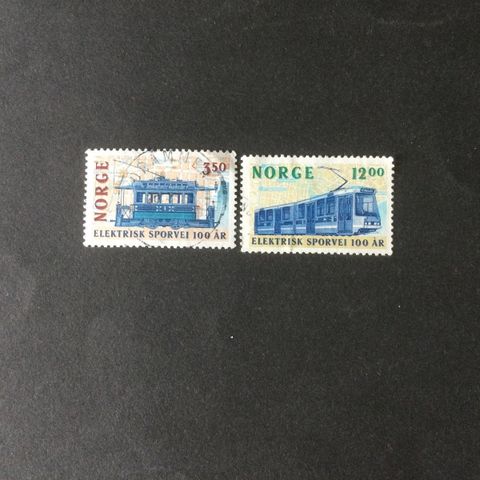 NORGE
3.50
ELEKTRISK SPORVEI 100 ÅR
NORGE 12.00
ELEKTRISK SPORVEI 100 ÅR